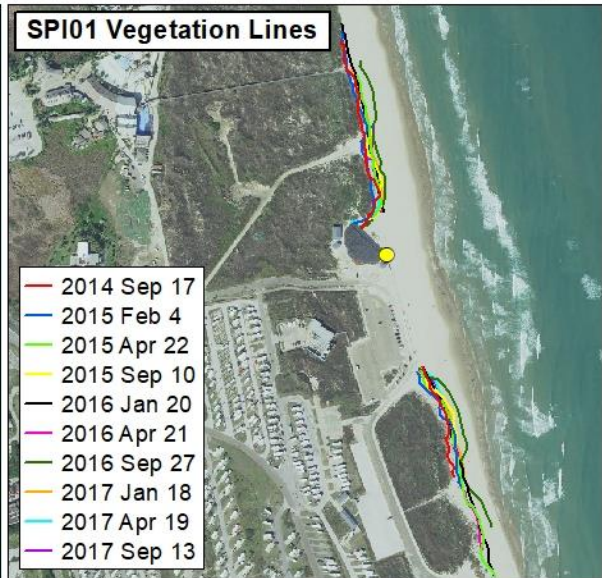 SPI01 Vegetation Lines
2014 Sep 17
2015 Feb 4
2015 Apr 22
2015 Sep 10
2016 Jan 20
2016 Apr 21
2016 Sep 27
2017 Jan 18
2017 Apr 19
2017 Sep 13